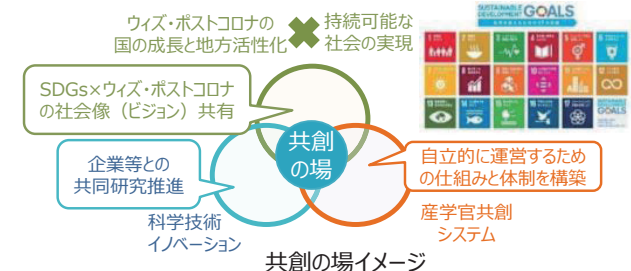 ウィズ・ポストコロナの
国の成長と地方活性化
持続可能な
社会の実現
SUSTAINABLE
DEVELOPMENT GOALS
SDGs×ウィズ・ポストコロナ
の社会像（ビジョン）共有
共創
の場
企業等との
共同研究推進
自立的に運営するため
の仕組みと体制を構築
科学技術
イノベーション
産学官共創
システム
共創の場イメージ